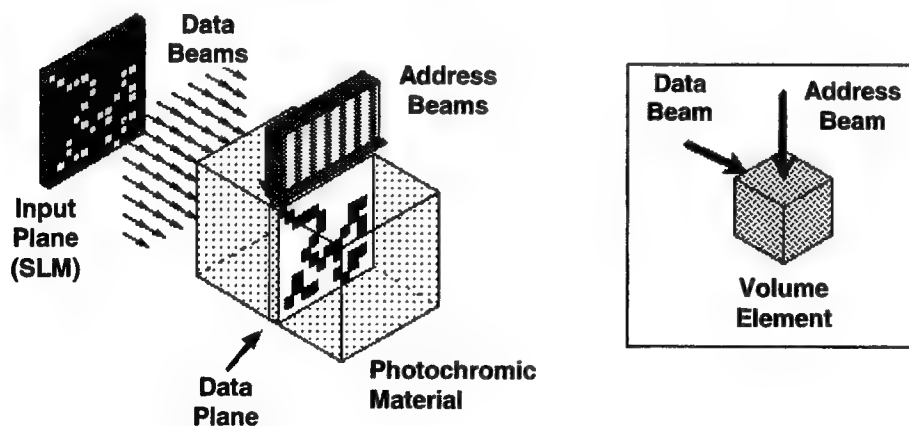 Data
Beams
Address
Beams
Input
Plane
(SLM)
Data
Plane
Photochromic
Material
Data
Beam
Address
Beam
Volume
Element